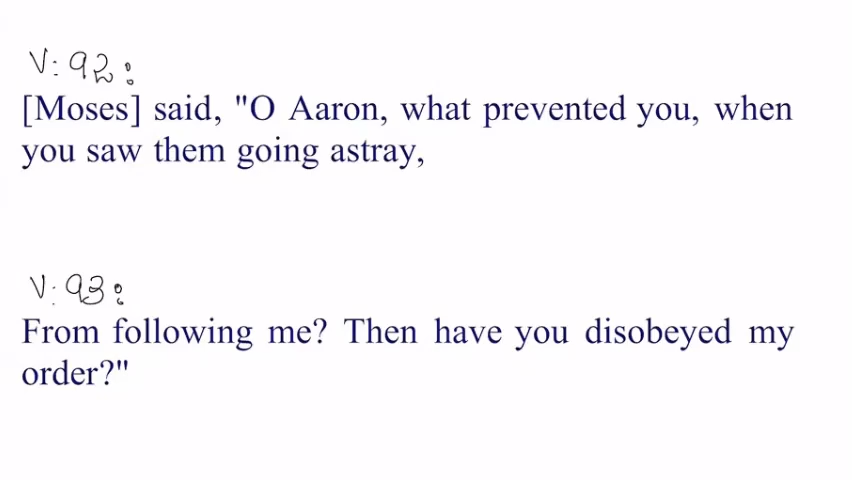 V: 92:
[Moses] said, "O Aaron, what prevented you, when
you saw them going astray,
V: 93:
From following me? Then have you disobeyed my
order?"